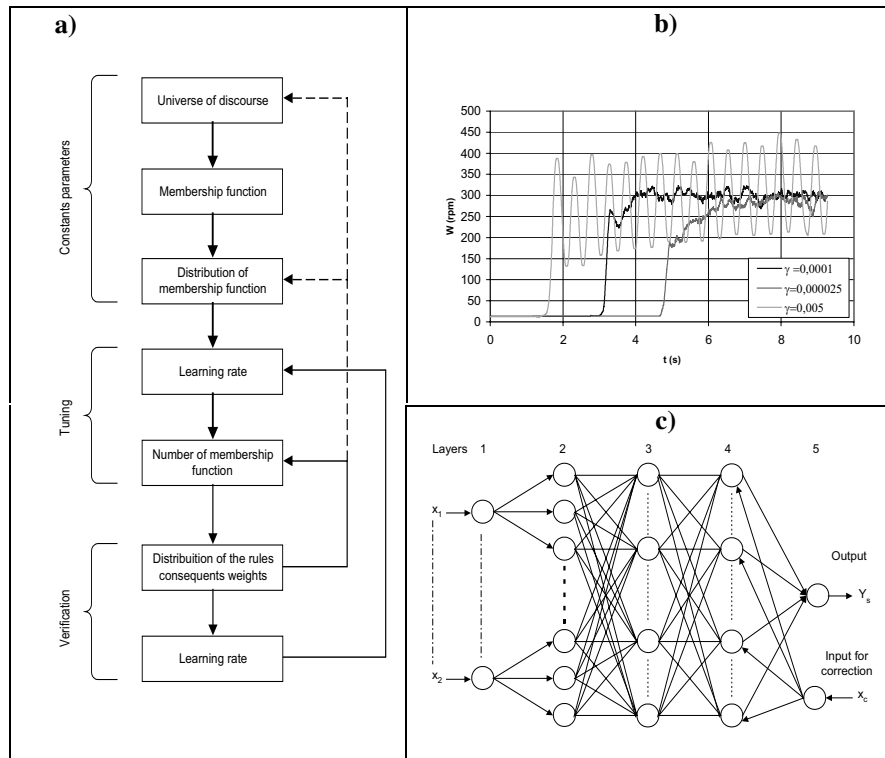 a)
Constants parameters
Universe of discourse
Membership function
Distribution of
membership function
Tuning
Learning rate
Number of membership
function
Verification
Distribuition of the rules
consequents weights
Learning rate
b)
W (rpm)
500
450
400
350
300
250
200
150
100
50
0
0 2 4 6 8 10
t (s)
γ =0,0001
γ =0,000025
γ =0,005
c)
Layers 1 2 3 4 5
x1
x2
Output
Ys
Input for
correction
xc